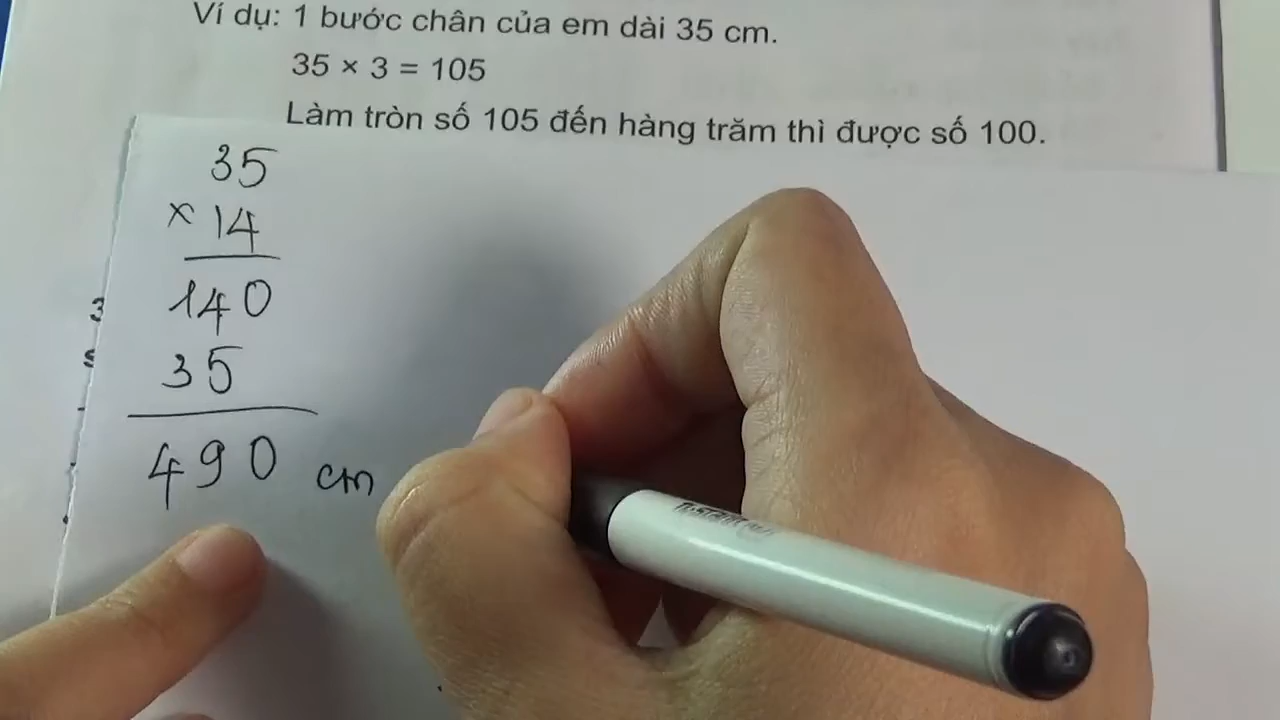 Ví dụ: 1 bước chân của em dài 35 cm.
35 × 3 = 105
Làm tròn số 105 đến hàng trăm thì được số 100.
35
× 14
140
35
490 cm
3